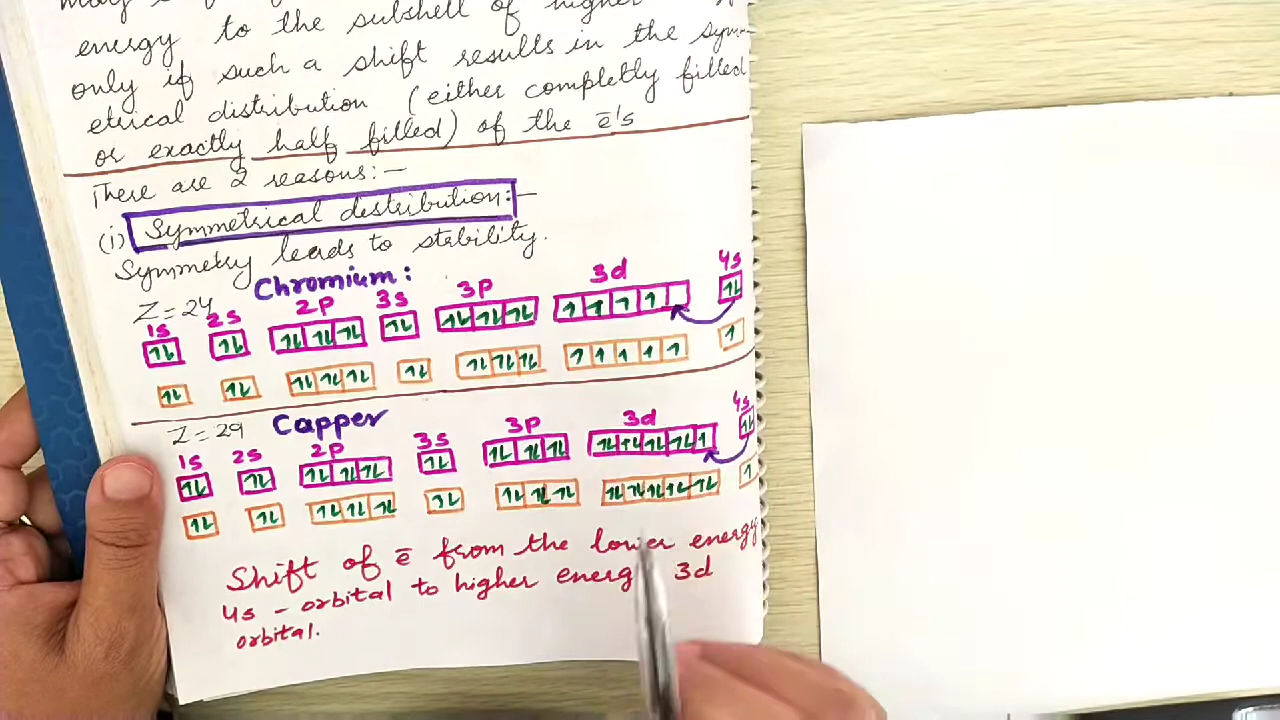 energy to the subshell of higher
only if such a shift results in the symm-
etrical distribution (either completly filled
or exactly half filled) of the ē's
There are 2 reasons:-
(i) Symmetrical distribution:-
Symmetry leads to stability.
Z=24 Chromium:
1s 2s 2p 3s 3p 3d 4s
Z=29 Capper
1s 2s 2p 3s 3p 3d 4s
Shift of ē from the lower energy
4s - orbital to higher energy 3d
orbital.